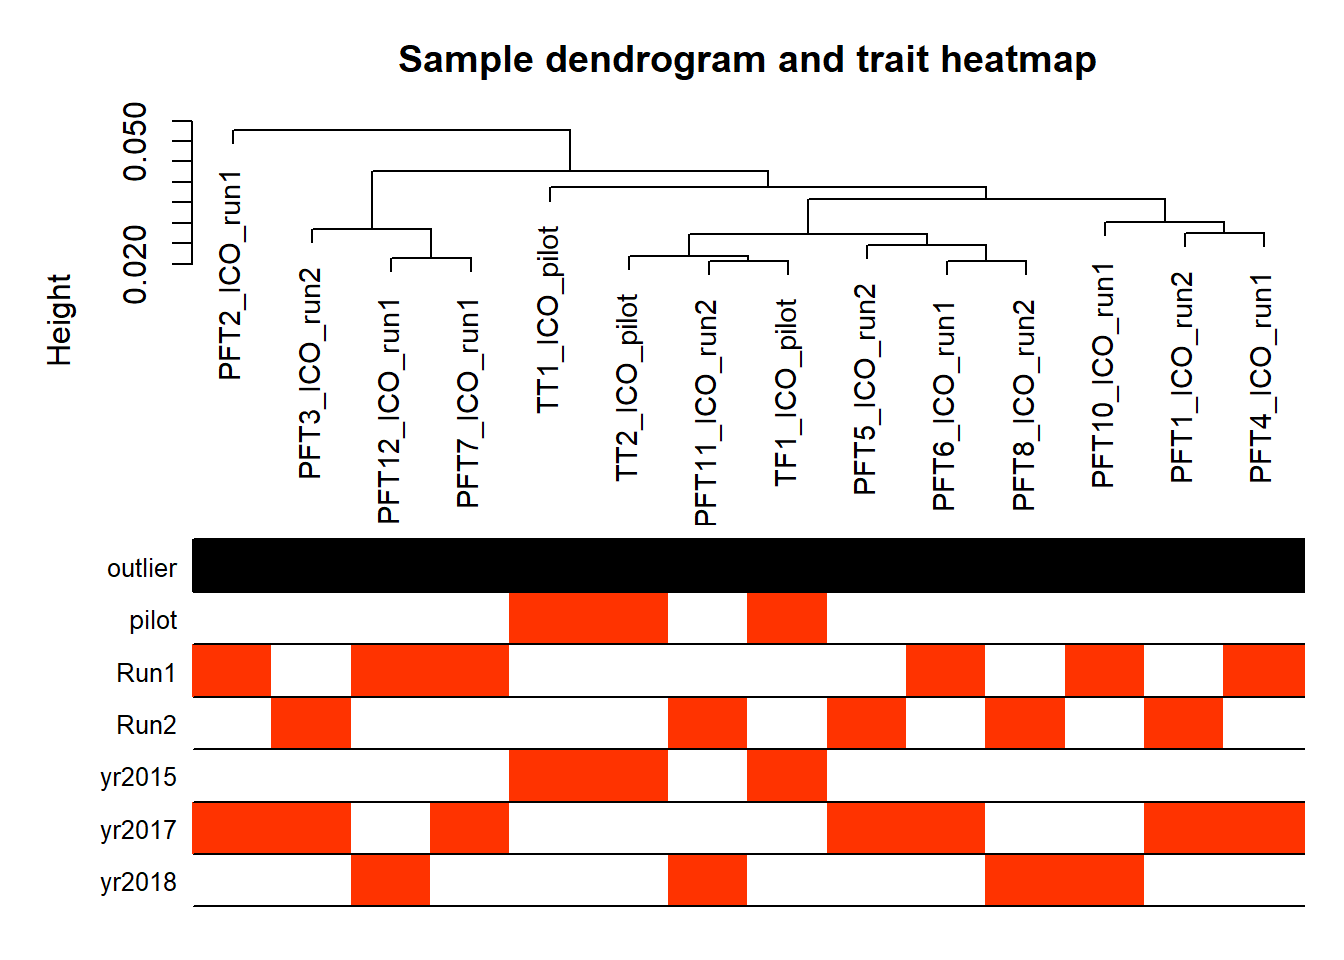 Sample dendrogram and trait heatmap
Height
0.050
0.020
PFT2_ICO_run1
PFT3_ICO_run2
PFT12_ICO_run1
PFT7_ICO_run1
TT1_ICO_pilot
TT2_ICO_pilot
PFT11_ICO_run2
TF1_ICO_pilot
PFT5_ICO_run2
PFT6_ICO_run1
PFT8_ICO_run2
PFT10_ICO_run1
PFT1_ICO_run2
PFT4_ICO_run1
outlier
pilot
Run1
Run2
yr2015
yr2017
yr2018